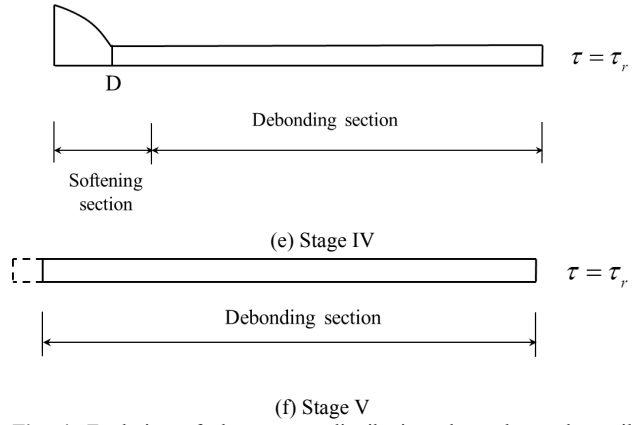 τ = τr
D
Debonding section
Softening
section
(e) Stage IV
τ = τr
Debonding section
(f) Stage V